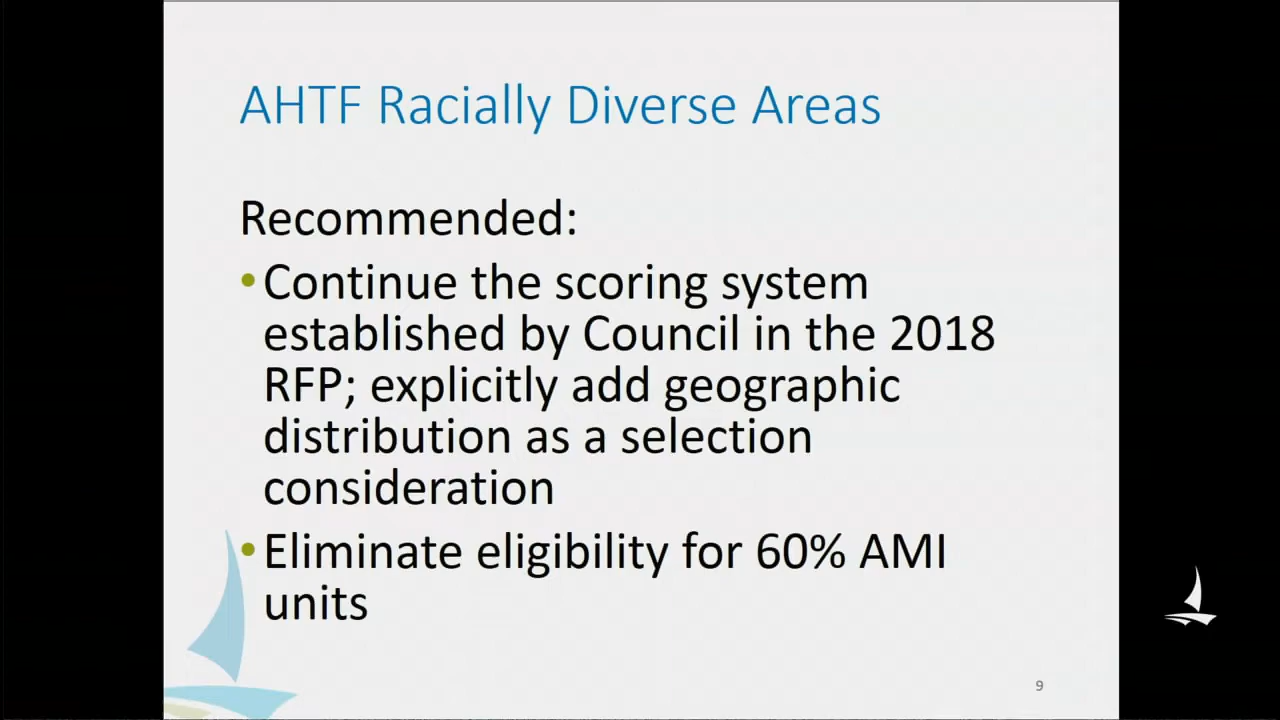 AHTF Racially Diverse Areas
Recommended:
•Continue the scoring system
established by Council in the 2018
RFP; explicitly add geographic
distribution as a selection
consideration
•Eliminate eligibility for 60% AMI
units
9